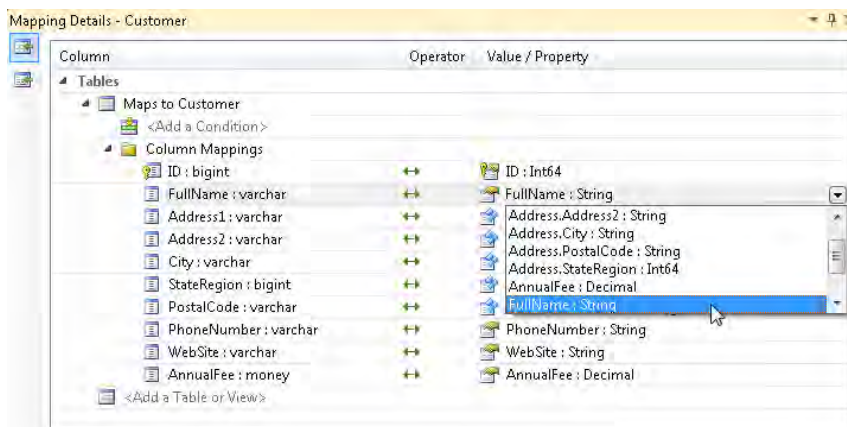 Mapping Details - Customer
Column Operator Value / Property
Tables
Maps to Customer
<Add a Condition>
Column Mappings
ID : bigint ID : Int64
FullName : varchar FullName : String
Address1 : varchar Address.Address2 : String
Address2 : varchar Address.City : String
City : varchar Address.PostalCode : String
Address.StateRegion : Int64
StateRegion : bigint AnnualFee : Decimal
PostalCode : varchar FullName : String
PhoneNumber : varchar PhoneNumber : String
WebSite : varchar WebSite : String
AnnualFee : money AnnualFee : Decimal
<Add a Table or View>